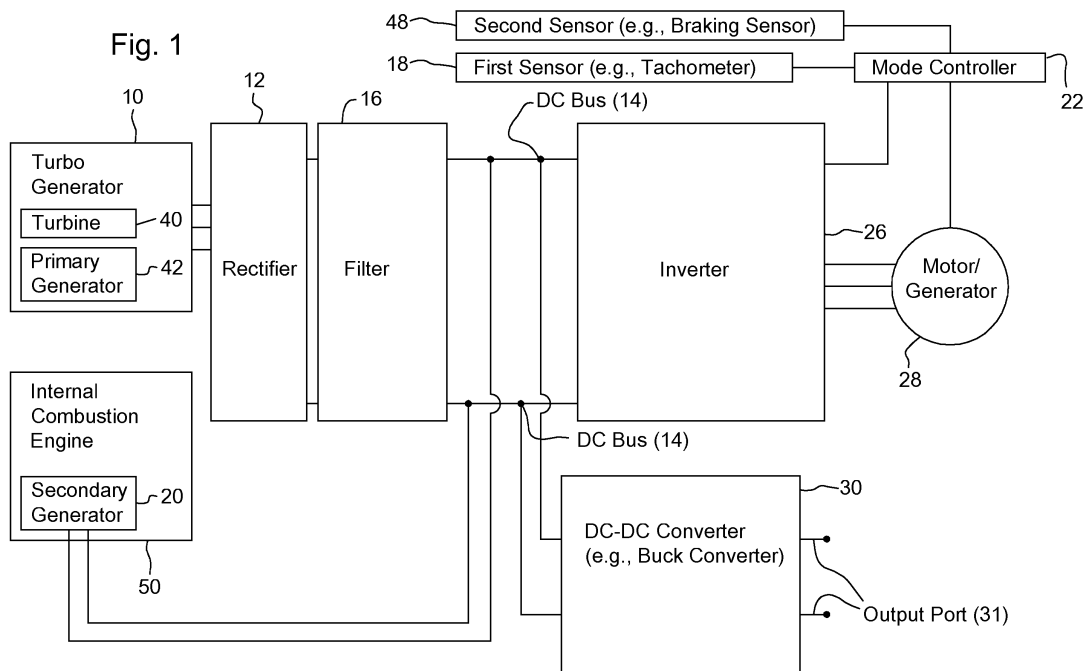 Fig. 1
48
Second Sensor (e.g., Braking Sensor)
18
First Sensor (e.g., Tachometer)
Mode Controller
22
10
12
16
DC Bus (14)
Turbo
Generator
Turbine
40
Primary
Generator
42
Rectifier
Filter
Inverter
26
Motor/
Generator
28
Internal
Combustion
Engine
DC Bus (14)
Secondary
Generator
20
50
30
DC-DC Converter
(e.g., Buck Converter)
Output Port (31)